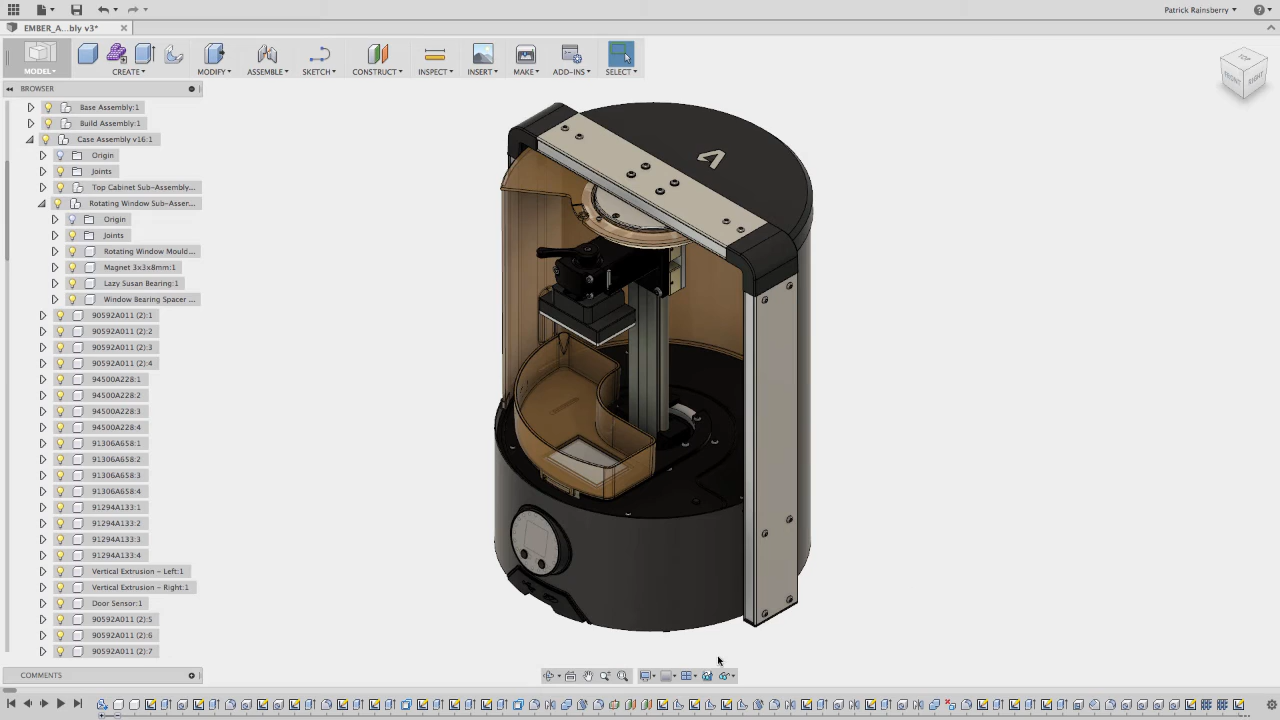 Patrick Rainsberry
EMBER_A...bly v3*
MODEL
CREATE
MODIFY
ASSEMBLE
SKETCH
CONSTRUCT
INSPECT
INSERT
MAKE
ADD-INS
SELECT
TOP
FRONT
RIGHT
BROWSER
Base Assembly:1
Build Assembly:1
Case Assembly v16:1
Origin
Joints
Top Cabinet Sub-Assembly...
Rotating Window Sub-Asser...
Origin
Joints
Rotating Window Mould...
Magnet 3x3x8mm:1
Lazy Susan Bearing:1
Window Bearing Spacer ...
90592A011 (2):1
90592A011 (2):2
90592A011 (2):3
90592A011 (2):4
94500A228:1
94500A228:2
94500A228:3
94500A228:4
91306A658:1
91306A658:2
91306A658:3
91306A658:4
91294A133:1
91294A133:2
91294A133:3
91294A133:4
Vertical Extrusion - Left:1
Vertical Extrusion - Right:1
Door Sensor:1
90592A011 (2):5
90592A011 (2):6
90592A011 (2):7
COMMENTS